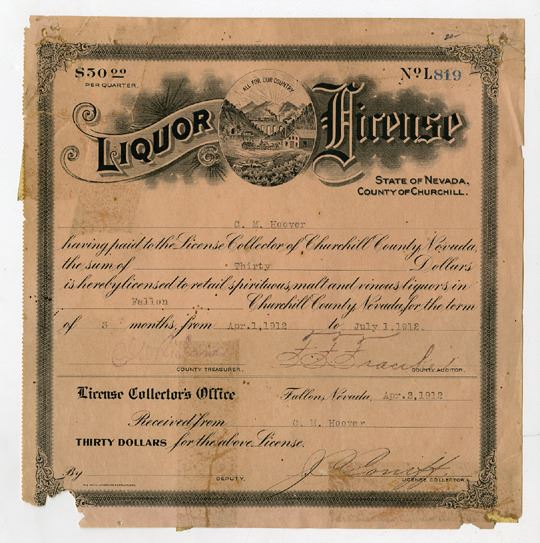 $30.00 NoL819
PER QUARTER.
ALL FOR OUR COUNTRY
LIQUOR License
STATE OF NEVADA,
COUNTY OF CHURCHILL.
C. M. Hoover
having paid to the License Collector of Churchill County, Nevada,
the sum of Thirty Dollars
is hereby licensed to retail spirituous, malt and vinous liquors in
Fallon Churchill County, Nevada, for the term
of 3 months, from Apr.1,1912 to July 1,1912.
COUNTY TREASURER. COUNTY AUDITOR.
License Collector's Office Fallon, Nevada, Apr.2,1912
Received from C. M. Hoover
THIRTY DOLLARS for the above License.
By
DEPUTY. LICENSE COLLECTOR